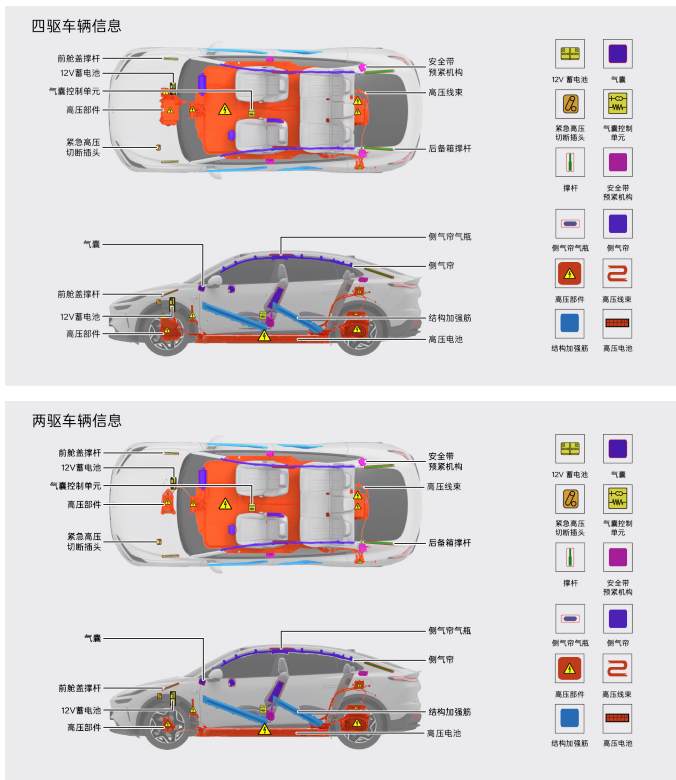 四驱车辆信息
前舱盖撑杆
12V蓄电池
气囊控制单元
高压部件
紧急高压
切断插头
安全带
预紧机构
高压线束
后备箱撑杆
气囊
前舱盖撑杆
12V蓄电池
高压部件
侧气帘气瓶
侧气帘
结构加强筋
高压电池
12V 蓄电池
气囊
紧急高压
切断插头
气囊控制
单元
撑杆
安全带
预紧机构
侧气帘气瓶
侧气帘
高压部件
高压线束
结构加强筋
高压电池
两驱车辆信息
前舱盖撑杆
12V蓄电池
气囊控制单元
高压部件
紧急高压
切断插头
安全带
预紧机构
高压线束
后备箱撑杆
气囊
前舱盖撑杆
12V蓄电池
高压部件
侧气帘气瓶
侧气帘
结构加强筋
高压电池
12V 蓄电池
气囊
紧急高压
切断插头
气囊控制
单元
撑杆
安全带
预紧机构
侧气帘气瓶
侧气帘
高压部件
高压线束
结构加强筋
高压电池